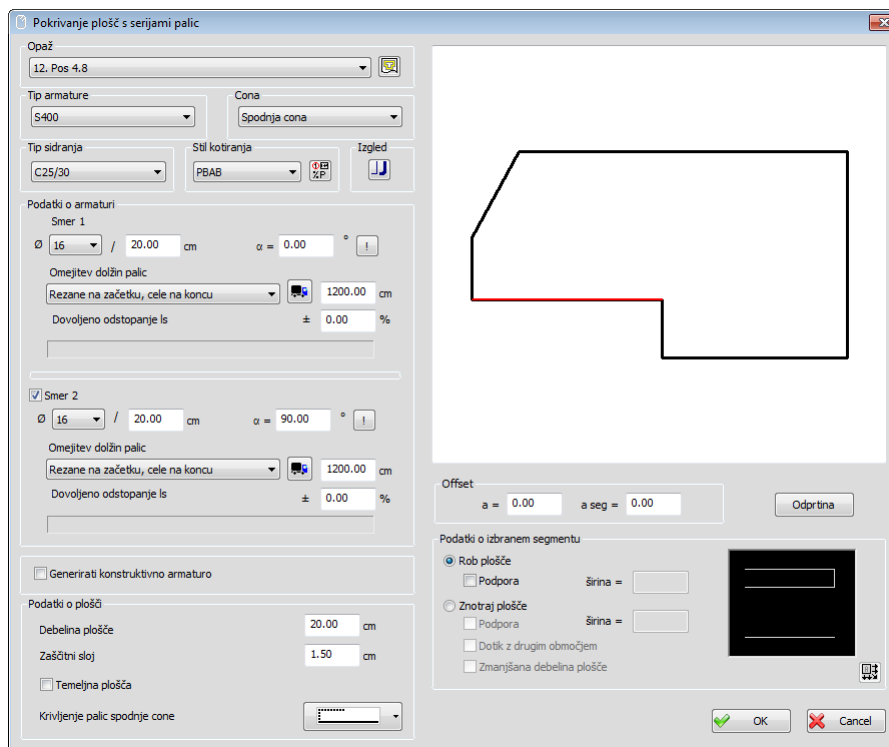 Pokrivanje plošč s serijami palic
Opaž
12. Pos 4.8
Tip armature
Cona
S400
Spodnja cona
Tip sidranja
Stil kotiranja
Izgled
C25/30
PBAB
%P
Podatki o armaturi
Smer 1
Ø 16 / 20.00 cm α = 0.00 ° !
Omejitev dolžin palic
Rezane na začetku, cele na koncu 1200.00 cm
Dovoljeno odstopanje ls ± 0.00 %
Smer 2
Ø 16 / 20.00 cm α = 90.00 ° !
Omejitev dolžin palic
Rezane na začetku, cele na koncu 1200.00 cm
Dovoljeno odstopanje ls ± 0.00 %
Generirati konstruktivno armaturo
Podatki o plošči
Debelina plošče 20.00 cm
Zaščitni sloj 1.50 cm
Temeljna plošča
Krivljenje palic spodnje cone
Offset
a = 0.00 a seg = 0.00
Odprtina
Podatki o izbranem segmentu
Rob plošče
Podpora širina =
Znotraj plošče
Podpora širina =
Dotik z drugim območjem
Zmanjšana debelina plošče
OK
Cancel